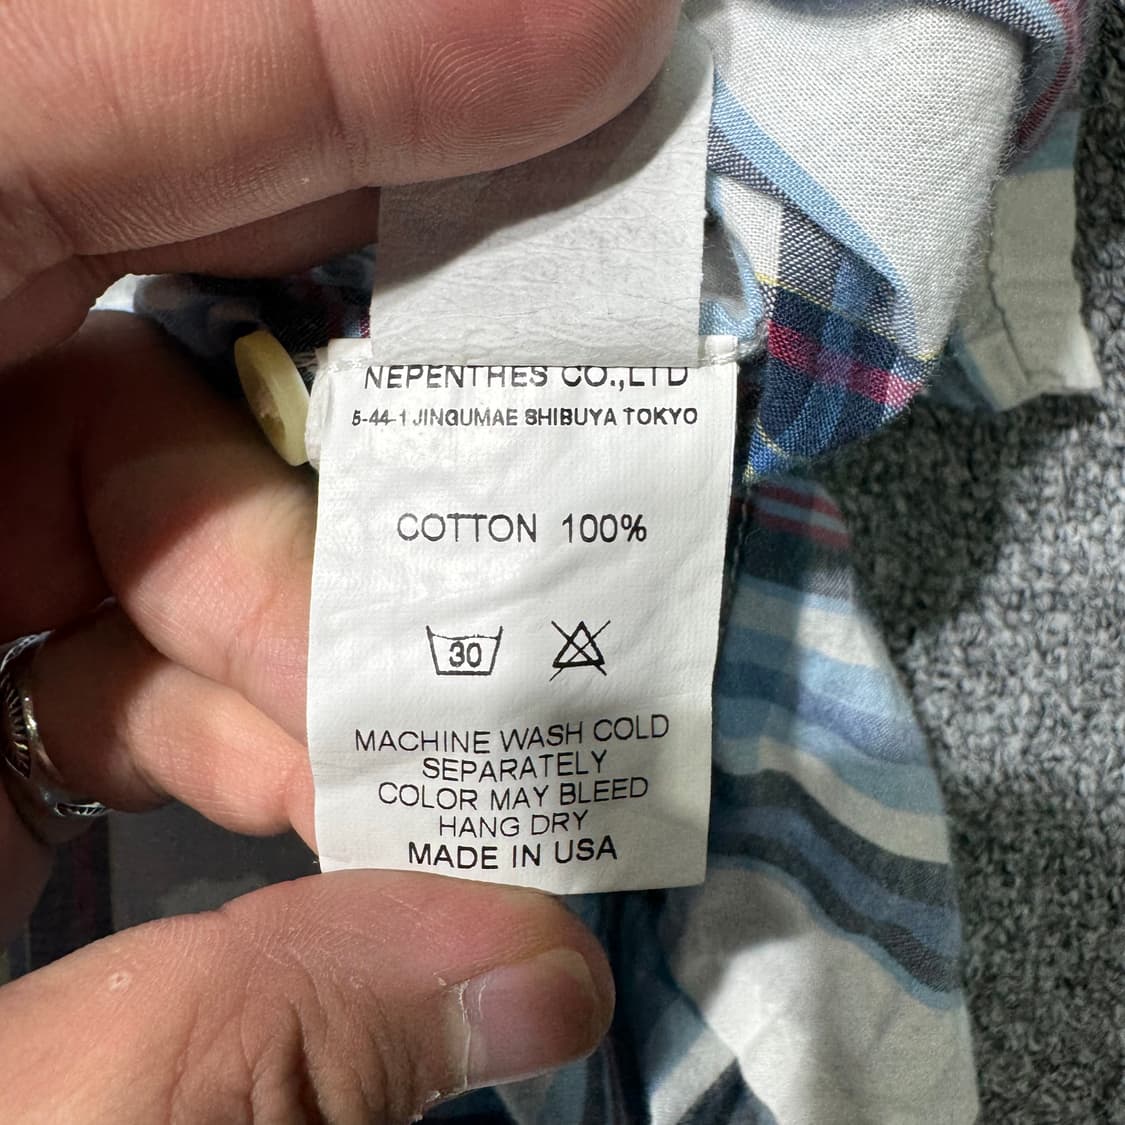 NEPENTHES CO.,LTD
5-44-1 JINGUMAE SHIBUYA TOKYO
COTTON 100%
30
MACHINE WASH COLD
SEPARATELY
COLOR MAY BLEED
HANG DRY
MADE IN USA